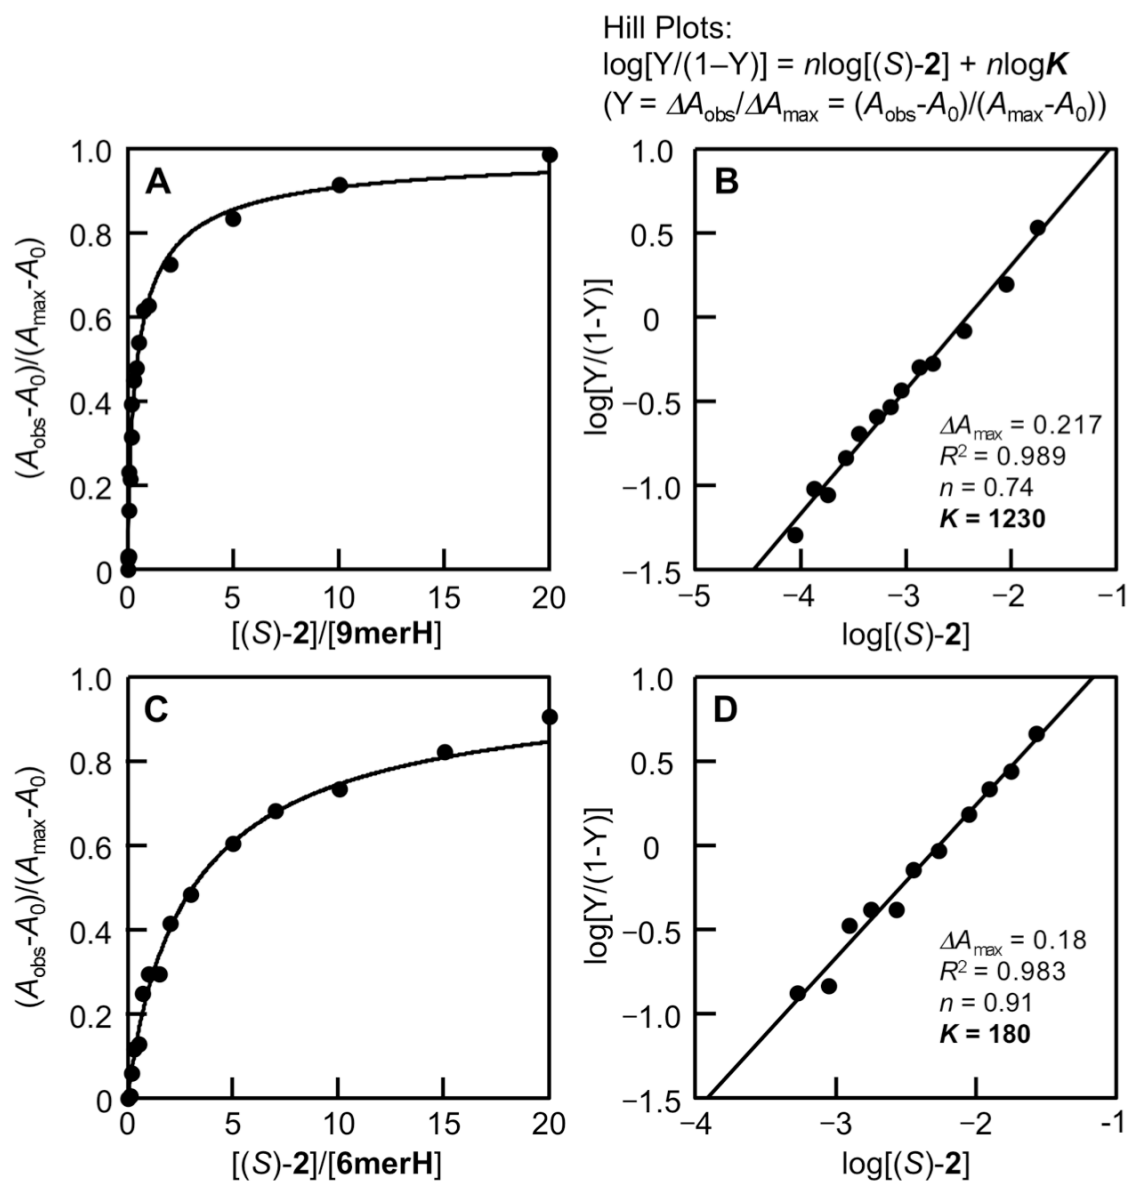 Hill Plots:
log[Y/(1–Y)] = nlog[(S)-2] + nlogK
(Y = ΔAobs/ΔAmax = (Aobs-A0)/(Amax-A0))
A
(Aobs-A0)/(Amax-A0)
1.0
0.8
0.6
0.4
0.2
0
0 5 10 15 20
[(S)-2]/[9merH]
B
log[Y/(1-Y)]
1.0
0.5
0
−0.5
−1.0
−1.5
ΔAmax = 0.217
R2 = 0.989
n = 0.74
K = 1230
−5 −4 −3 −2 −1
log[(S)-2]
C
(Aobs-A0)/(Amax-A0)
1.0
0.8
0.6
0.4
0.2
0
0 5 10 15 20
[(S)-2]/[6merH]
D
log[Y/(1-Y)]
1.0
0.5
0
−0.5
−1.0
−1.5
ΔAmax = 0.18
R2 = 0.983
n = 0.91
K = 180
−4 −3 −2 -1
log[(S)-2]